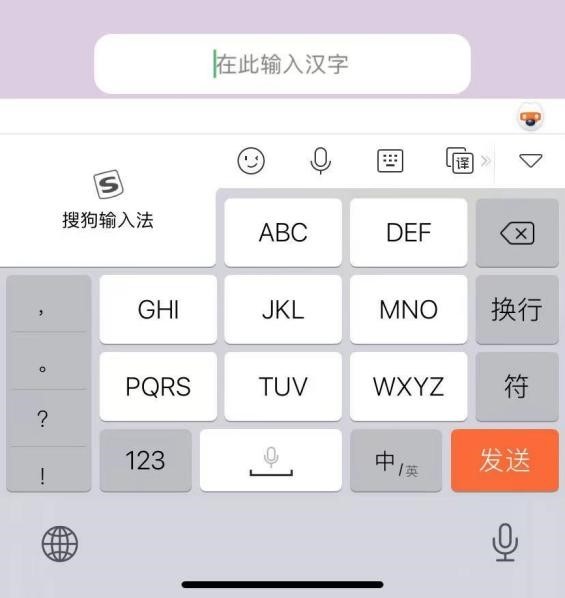 在此输入汉字
译
S
搜狗输入法
ABC
DEF
，
GHI
JKL
MNO
换行
。
?
PQRS
TUV
WXYZ
符
!
123
中/英
发送